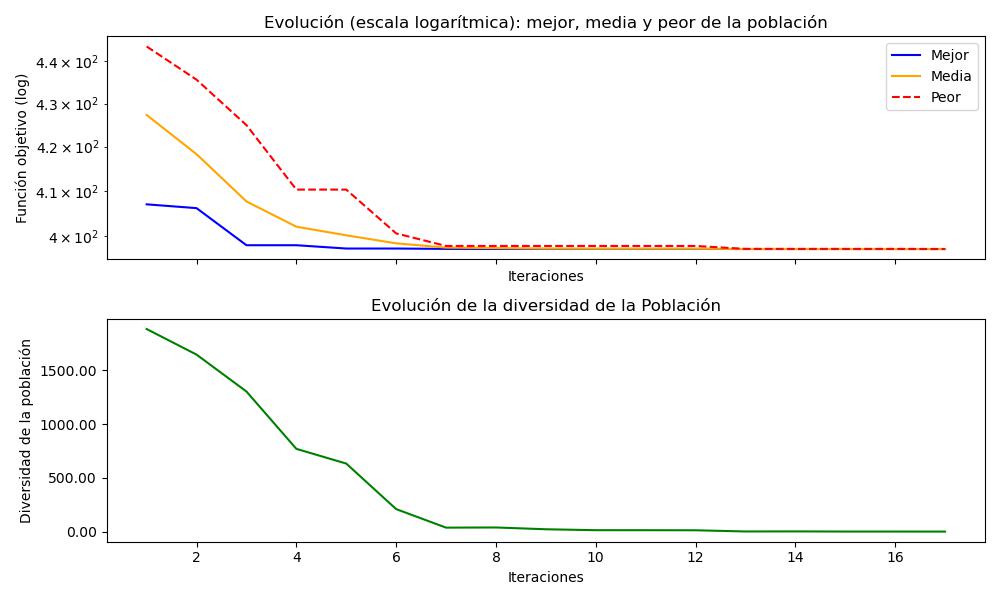 Evolución (escala logarítmica): mejor, media y peor de la población
Función objetivo (log)
4.4 × 10²
4.3 × 10²
4.2 × 10²
4.1 × 10²
4 × 10²
Mejor
Media
Peor
Iteraciones
Evolución de la diversidad de la Población
Diversidad de la población
1500.00
1000.00
500.00
0.00
2 4 6 8 10 12 14 16
Iteraciones